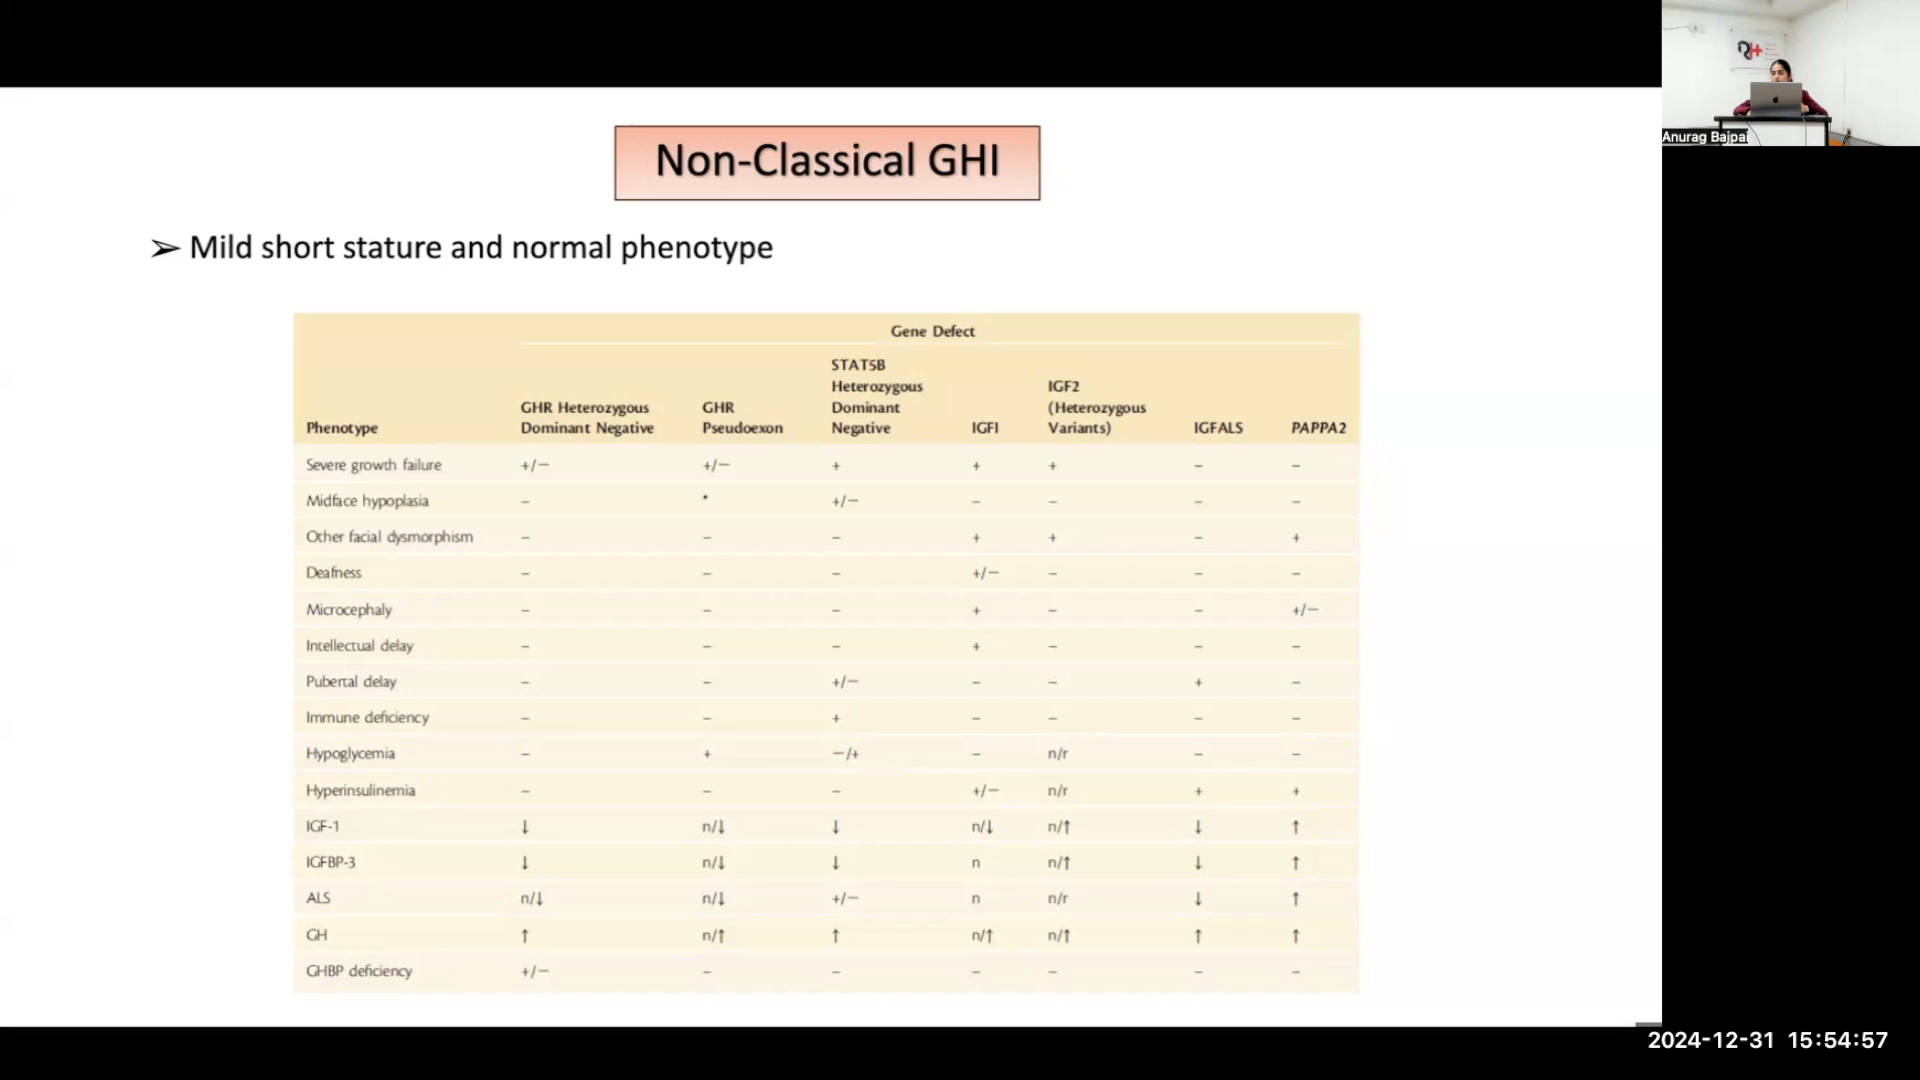 Non-Classical GHI
➢ Mild short stature and normal phenotype
Gene Defect
Phenotype GHR Heterozygous Dominant Negative GHR Pseudoexon STAT5B Heterozygous Dominant Negative IGFI IGF2 (Heterozygous Variants) IGFALS PAPPA2
Severe growth failure +/− +/− + + + – –
Midface hypoplasia – * +/− – – – –
Other facial dysmorphism – – – + + – +
Deafness – – – +/− – – –
Microcephaly – – – + – – +/−
Intellectual delay – – – + – – –
Pubertal delay – – +/− – – + –
Immune deficiency – – + – – – –
Hypoglycemia – + −/+ – n/r – –
Hyperinsulinemia – – – +/− n/r + +
IGF-1 ↓ n/↓ ↓ n/↓ n/↑ ↓ ↑
IGFBP-3 ↓ n/↓ ↓ n n/↑ ↓ ↑
ALS n/↓ n/↓ +/− n n/r ↓ ↑
GH ↑ n/↑ ↑ n/↑ n/↑ ↑ ↑
GHBP deficiency +/− – – – – – –
Anurag Bajpai
2024-12-31 15:54:57